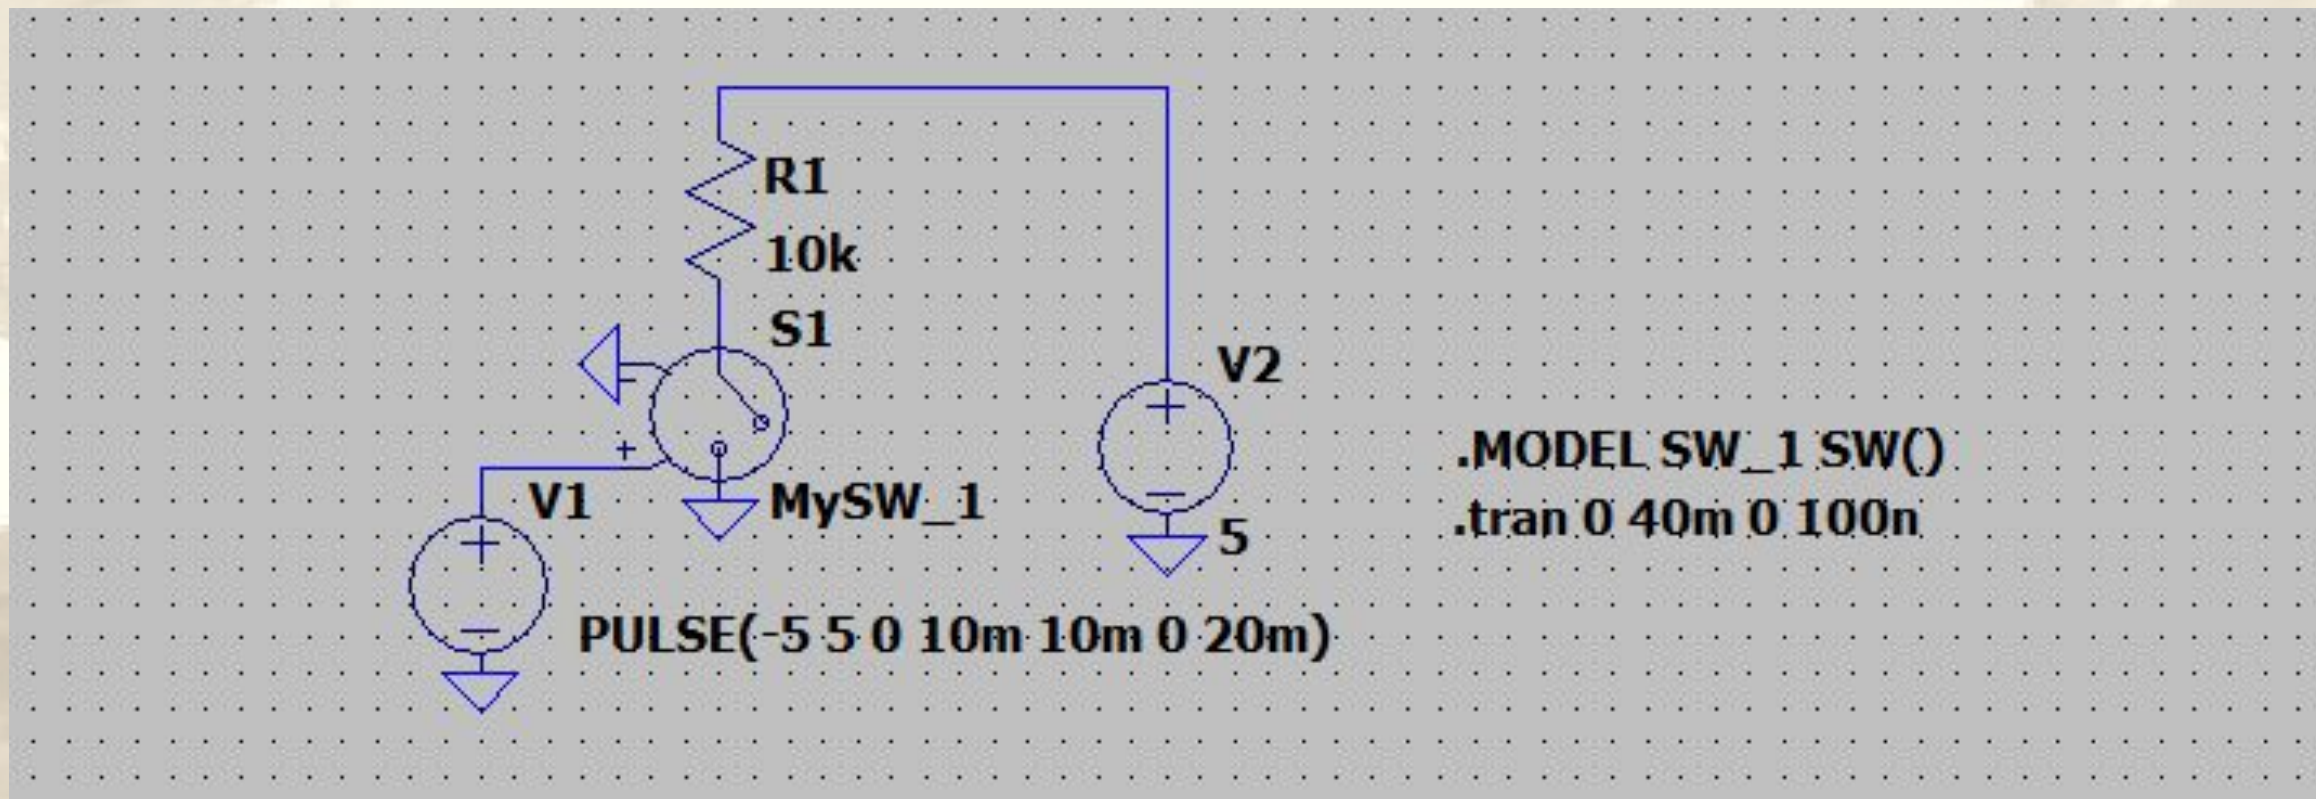 R1
10k
S1
V2
.MODEL SW_1 SW()
V1
MySW_1
.tran 0 40m 0 100n
5
PULSE(-5 5 0 10m 10m 0 20m)